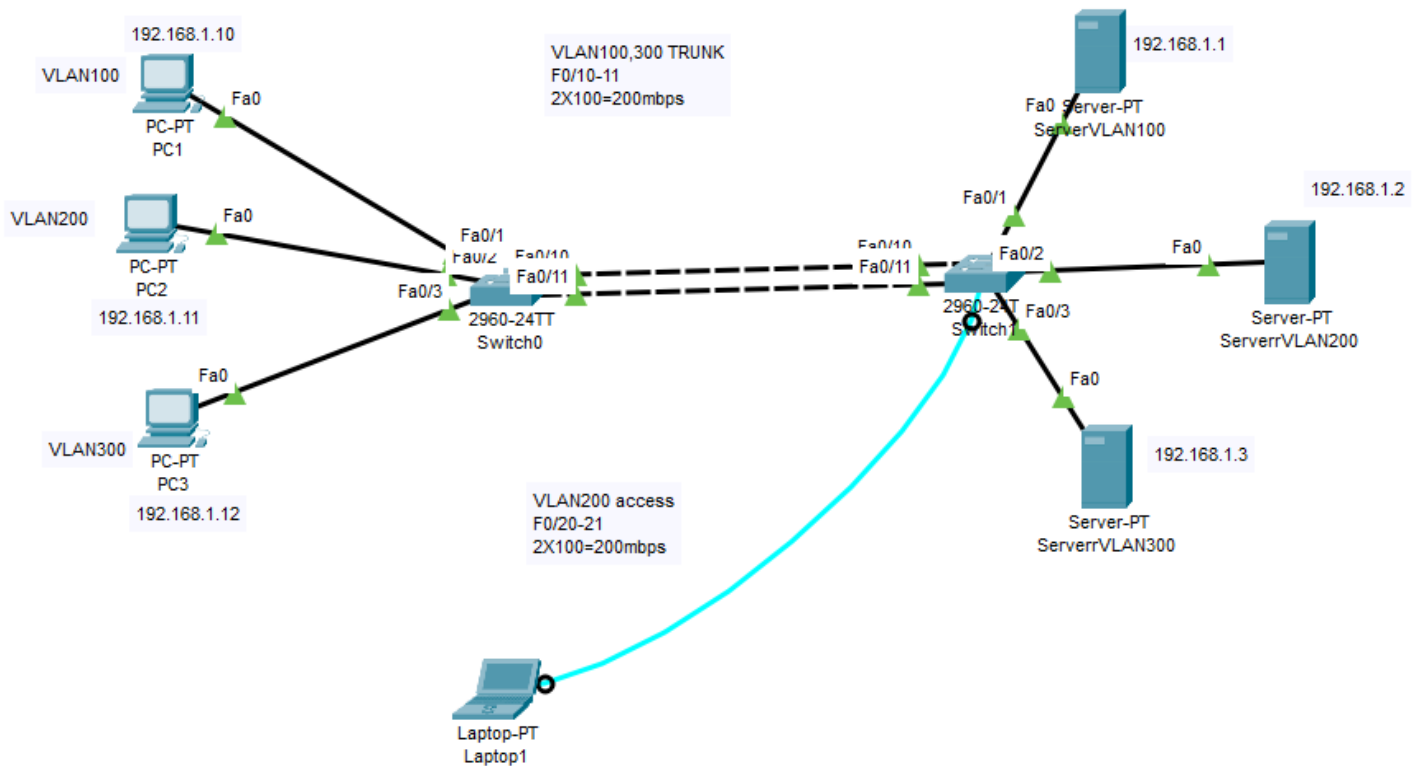 192.168.1.10
VLAN100
Fa0
PC-PT
PC1
VLAN200
Fa0
PC-PT
PC2
192.168.1.11
VLAN300
Fa0
PC-PT
PC3
192.168.1.12
VLAN100,300 TRUNK
F0/10-11
2X100=200mbps
Fa0/1
Fa0/2
Fa0/3
Fa0/10
Fa0/11
2960-24TT
Switch0
Fa0/10
Fa0/11
Fa0/1
Fa0/2
Fa0/3
2960-24T
Switch1
192.168.1.1
Fa0
Server-PT
ServerVLAN100
192.168.1.2
Fa0
Server-PT
ServerrVLAN200
Fa0
192.168.1.3
Server-PT
ServerrVLAN300
VLAN200 access
F0/20-21
2X100=200mbps
Laptop-PT
Laptop1